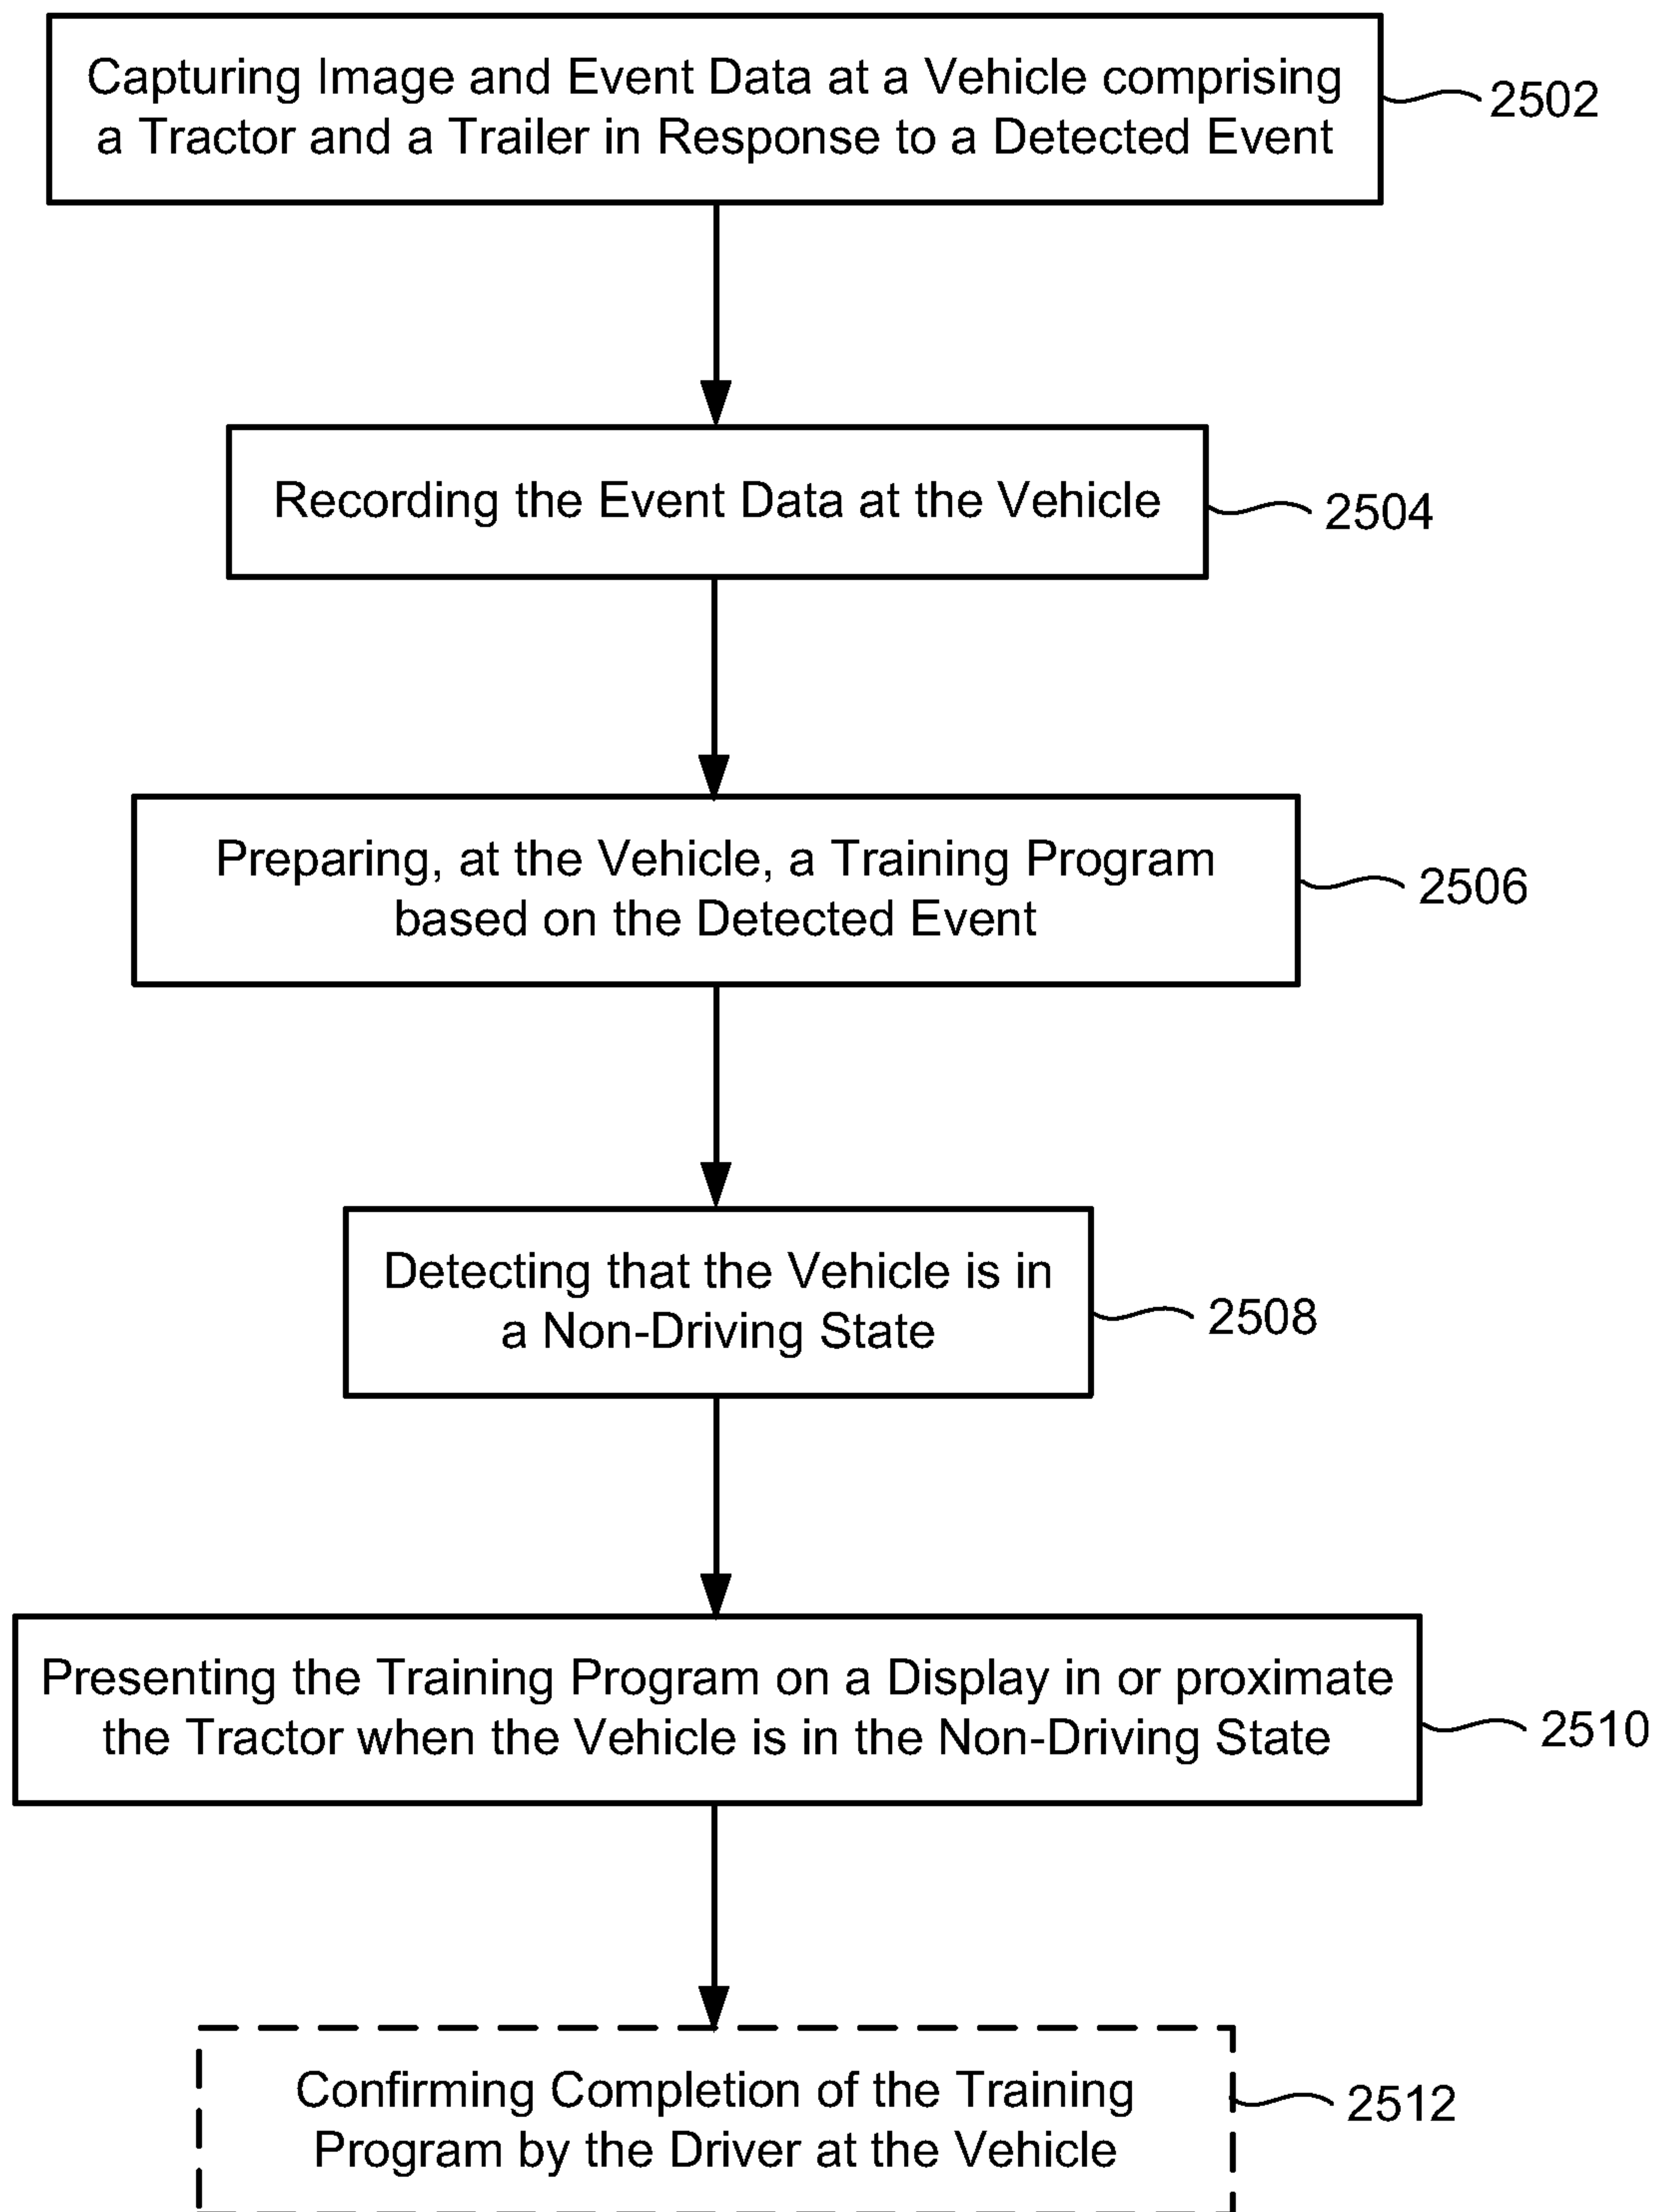 Capturing Image and Event Data at a Vehicle comprising
a Tractor and a Trailer in Response to a Detected Event
2502
Recording the Event Data at the Vehicle
2504
Preparing, at the Vehicle, a Training Program
based on the Detected Event
2506
Detecting that the Vehicle is in
a Non-Driving State
2508
Presenting the Training Program on a Display in or proximate
the Tractor when the Vehicle is in the Non-Driving State
2510
Confirming Completion of the Training
Program by the Driver at the Vehicle
2512